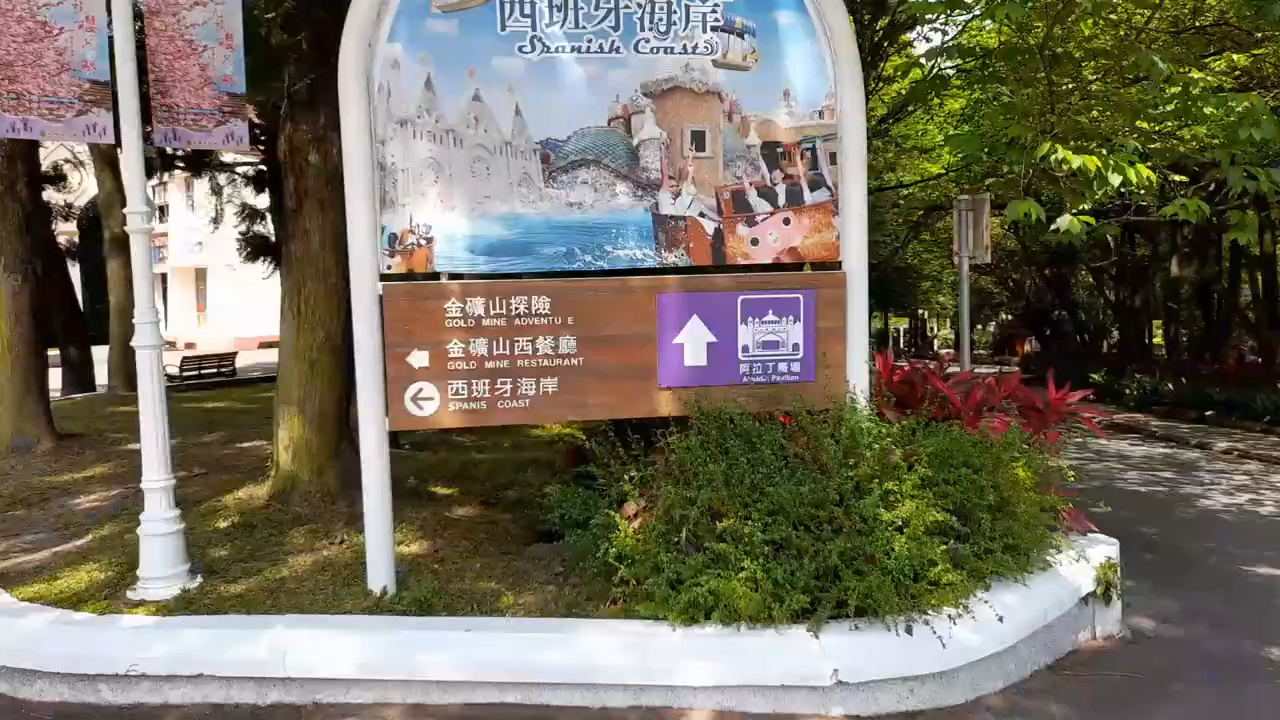 西班牙海岸
Spanish Coast
金礦山探險
GOLD MINE ADVENTU E
金礦山西餐廳
GOLD MINE RESTAURANT
西班牙海岸
SPANIS COAST
阿拉丁廣場
Aladdin Pavilion